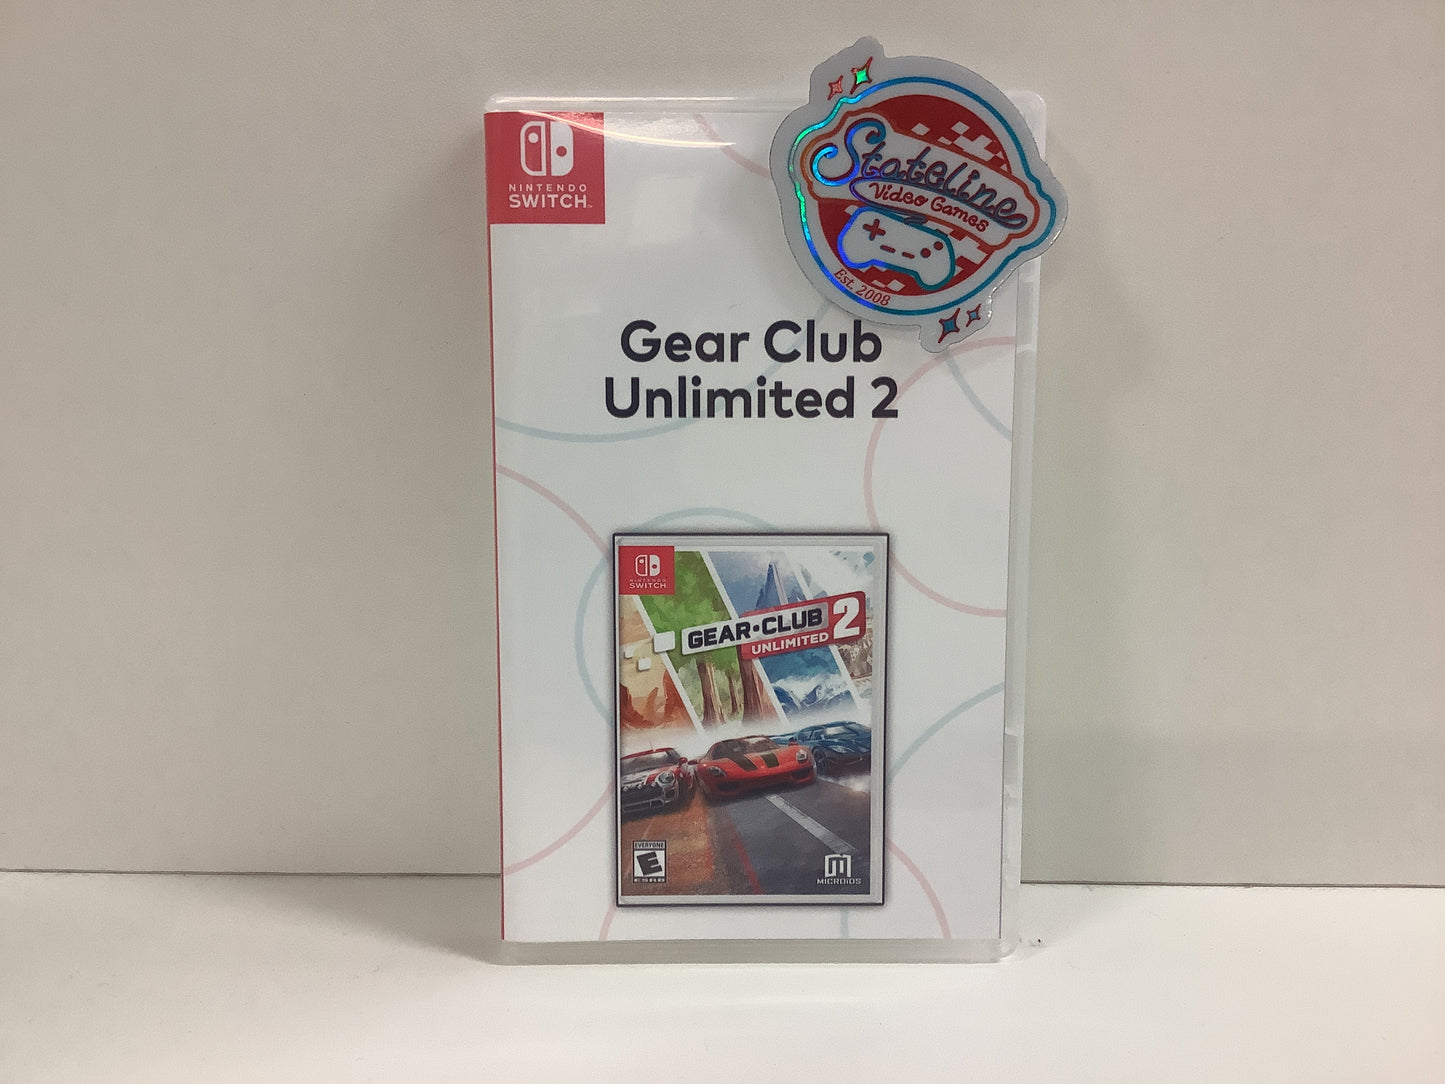 NINTENDO
SWITCH
Stateline
Video Games
Est. 2008
Gear Club
Unlimited 2
NINTENDO
SWITCH
GEAR•CLUB 2
UNLIMITED
EVERYONE
E
ESRB
MICROIDS